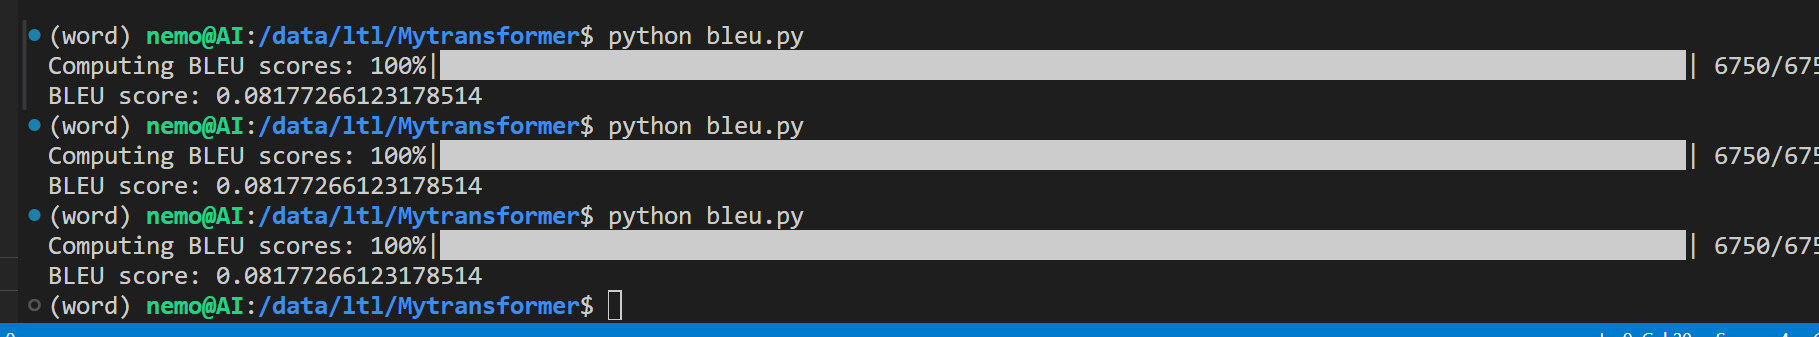 (word) nemo@AI:/data/ltl/Mytransformer$ python bleu.py
Computing BLEU scores: 100%| | 6750/675
BLEU score: 0.08177266123178514
(word) nemo@AI:/data/ltl/Mytransformer$ python bleu.py
Computing BLEU scores: 100%| | 6750/675
BLEU score: 0.08177266123178514
(word) nemo@AI:/data/ltl/Mytransformer$ python bleu.py
Computing BLEU scores: 100%| | 6750/675
BLEU score: 0.08177266123178514
(word) nemo@AI:/data/ltl/Mytransformer$